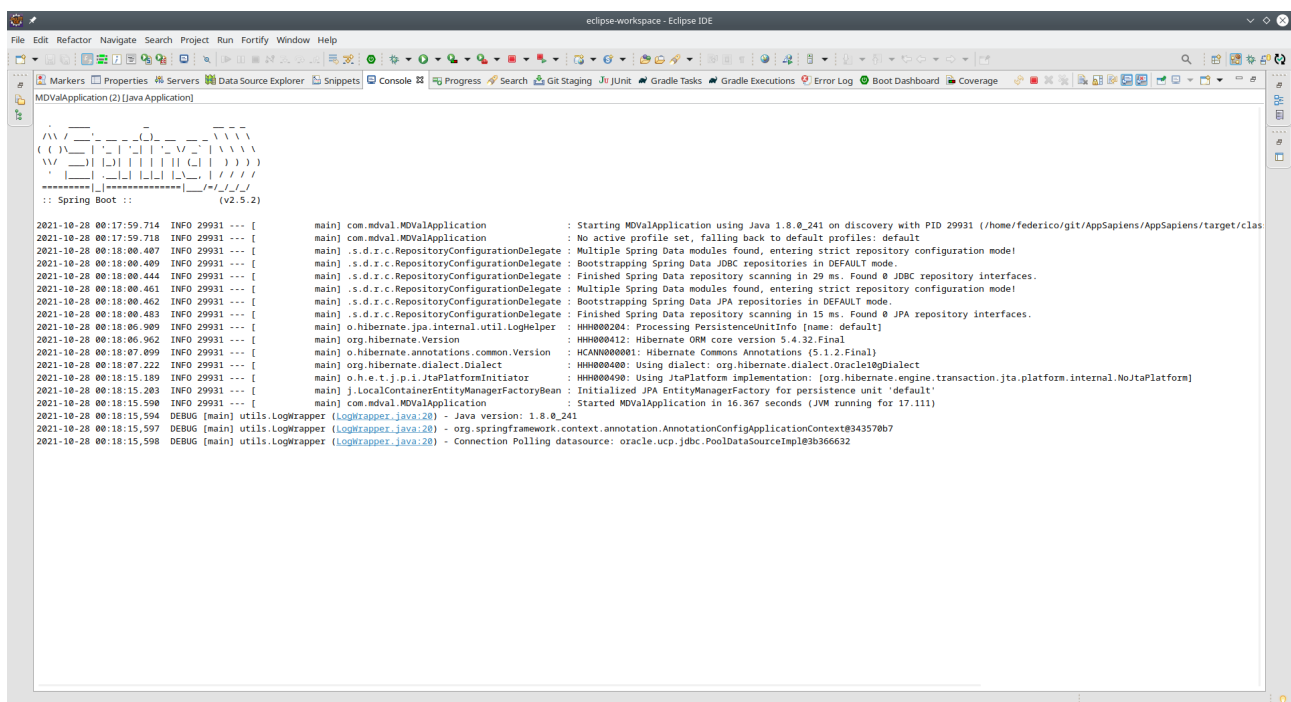 eclipse-workspace - Eclipse IDE
File Edit Refactor Navigate Search Project Run Fortify Window Help
Markers Properties Servers Data Source Explorer Snippets Console Progress Search Git Staging JUnit Gradle Tasks Gradle Executions Error Log Boot Dashboard Coverage
MDValApplication (2) [Java Application]
:: Spring Boot :: (v2.5.2)
2021-10-28 00:17:59.714 INFO 29931 --- [ main] com.mdval.MDValApplication : Starting MDValApplication using Java 1.8.0_241 on discovery with PID 29931 (/home/federico/git/AppSapiens/AppSapiens/target/clas
2021-10-28 00:17:59.718 INFO 29931 --- [ main] com.mdval.MDValApplication : No active profile set, falling back to default profiles: default
2021-10-28 00:18:00.407 INFO 29931 --- [ main] .s.d.r.c.RepositoryConfigurationDelegate : Multiple Spring Data modules found, entering strict repository configuration mode!
2021-10-28 00:18:00.409 INFO 29931 --- [ main] .s.d.r.c.RepositoryConfigurationDelegate : Bootstrapping Spring Data JDBC repositories in DEFAULT mode.
2021-10-28 00:18:00.444 INFO 29931 --- [ main] .s.d.r.c.RepositoryConfigurationDelegate : Finished Spring Data repository scanning in 29 ms. Found 0 JDBC repository interfaces.
2021-10-28 00:18:00.461 INFO 29931 --- [ main] .s.d.r.c.RepositoryConfigurationDelegate : Multiple Spring Data modules found, entering strict repository configuration mode!
2021-10-28 00:18:00.462 INFO 29931 --- [ main] .s.d.r.c.RepositoryConfigurationDelegate : Bootstrapping Spring Data JPA repositories in DEFAULT mode.
2021-10-28 00:18:00.483 INFO 29931 --- [ main] .s.d.r.c.RepositoryConfigurationDelegate : Finished Spring Data repository scanning in 15 ms. Found 0 JPA repository interfaces.
2021-10-28 00:18:06.909 INFO 29931 --- [ main] o.hibernate.jpa.internal.util.LogHelper : HHH000204: Processing PersistenceUnitInfo [name: default]
2021-10-28 00:18:06.962 INFO 29931 --- [ main] org.hibernate.Version : HHH000412: Hibernate ORM core version 5.4.32.Final
2021-10-28 00:18:07.099 INFO 29931 --- [ main] o.hibernate.annotations.common.Version : HCANN000001: Hibernate Commons Annotations {5.1.2.Final}
2021-10-28 00:18:07.222 INFO 29931 --- [ main] org.hibernate.dialect.Dialect : HHH000400: Using dialect: org.hibernate.dialect.Oracle10gDialect
2021-10-28 00:18:15.189 INFO 29931 --- [ main] o.h.e.t.j.p.i.JtaPlatformInitiator : HHH000490: Using JtaPlatform implementation: [org.hibernate.engine.transaction.jta.platform.internal.NoJtaPlatform]
2021-10-28 00:18:15.203 INFO 29931 --- [ main] j.LocalContainerEntityManagerFactoryBean : Initialized JPA EntityManagerFactory for persistence unit 'default'
2021-10-28 00:18:15.590 INFO 29931 --- [ main] com.mdval.MDValApplication : Started MDValApplication in 16.367 seconds (JVM running for 17.111)
2021-10-28 00:18:15,594 DEBUG [main] utils.LogWrapper (LogWrapper.java:20) - Java version: 1.8.0_241
2021-10-28 00:18:15,597 DEBUG [main] utils.LogWrapper (LogWrapper.java:20) - org.springframework.context.annotation.AnnotationConfigApplicationContext@343570b7
2021-10-28 00:18:15,598 DEBUG [main] utils.LogWrapper (LogWrapper.java:20) - Connection Polling datasource: oracle.ucp.jdbc.PoolDataSourceImpl@3b366632